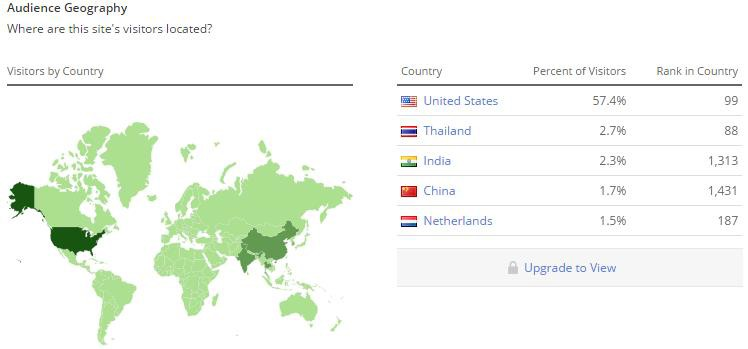 Audience Geography
Where are this site's visitors located?
Visitors by Country
Country Percent of Visitors Rank in Country
United States 57.4% 99
Thailand 2.7% 88
India 2.3% 1,313
China 1.7% 1,431
Netherlands 1.5% 187
Upgrade to View